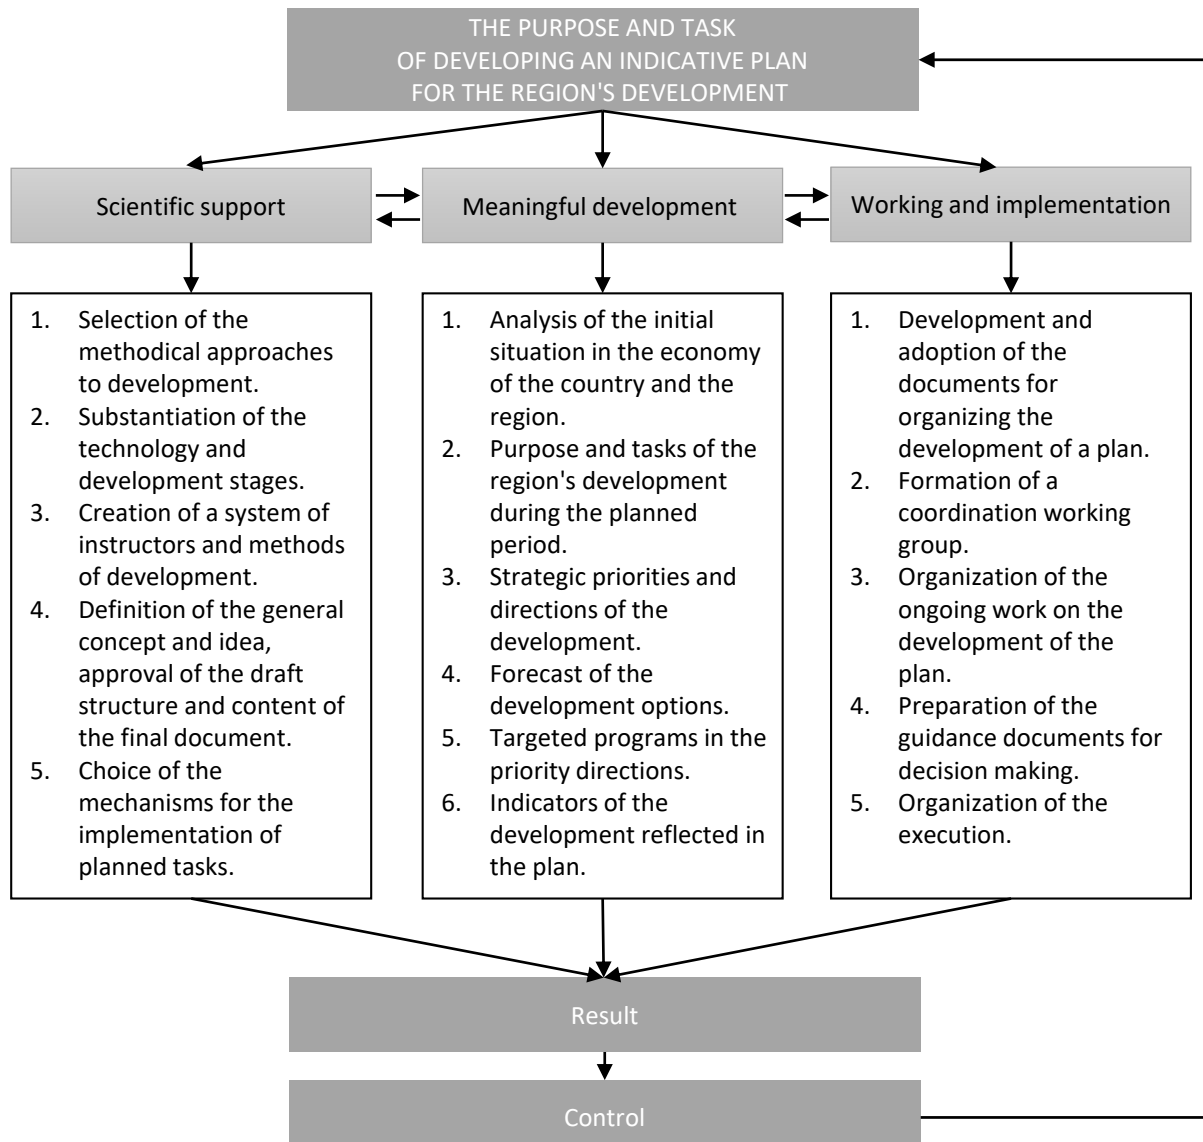 THE PURPOSE AND TASK
OF DEVELOPING AN INDICATIVE PLAN
FOR THE REGION'S DEVELOPMENT
Scientific support
Meaningful development
Working and implementation
1. Selection of the
methodical approaches
to development.
2. Substantiation of the
technology and
development stages.
3. Creation of a system of
instructors and methods
of development.
4. Definition of the general
concept and idea,
approval of the draft
structure and content of
the final document.
5. Choice of the
mechanisms for the
implementation of
planned tasks.
1. Analysis of the initial
situation in the economy
of the country and the
region.
2. Purpose and tasks of the
region's development
during the planned
period.
3. Strategic priorities and
directions of the
development.
4. Forecast of the
development options.
5. Targeted programs in the
priority directions.
6. Indicators of the
development reflected in
the plan.
1. Development and
adoption of the
documents for
organizing the
development of a plan.
2. Formation of a
coordination working
group.
3. Organization of the
ongoing work on the
development of the
plan.
4. Preparation of the
guidance documents for
decision making.
5. Organization of the
execution.
Result
Control